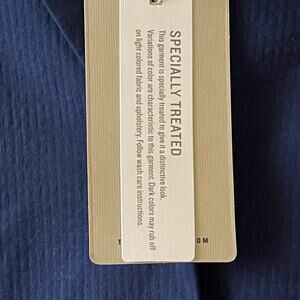 SPECIALLY TREATED
This garment is specially treated to give it a distinctive look.
Variations of color are characteristic to this garment. Dark colors may rub off
on light colored fabric and upholstery. Follow wash care instructions.
T
OM